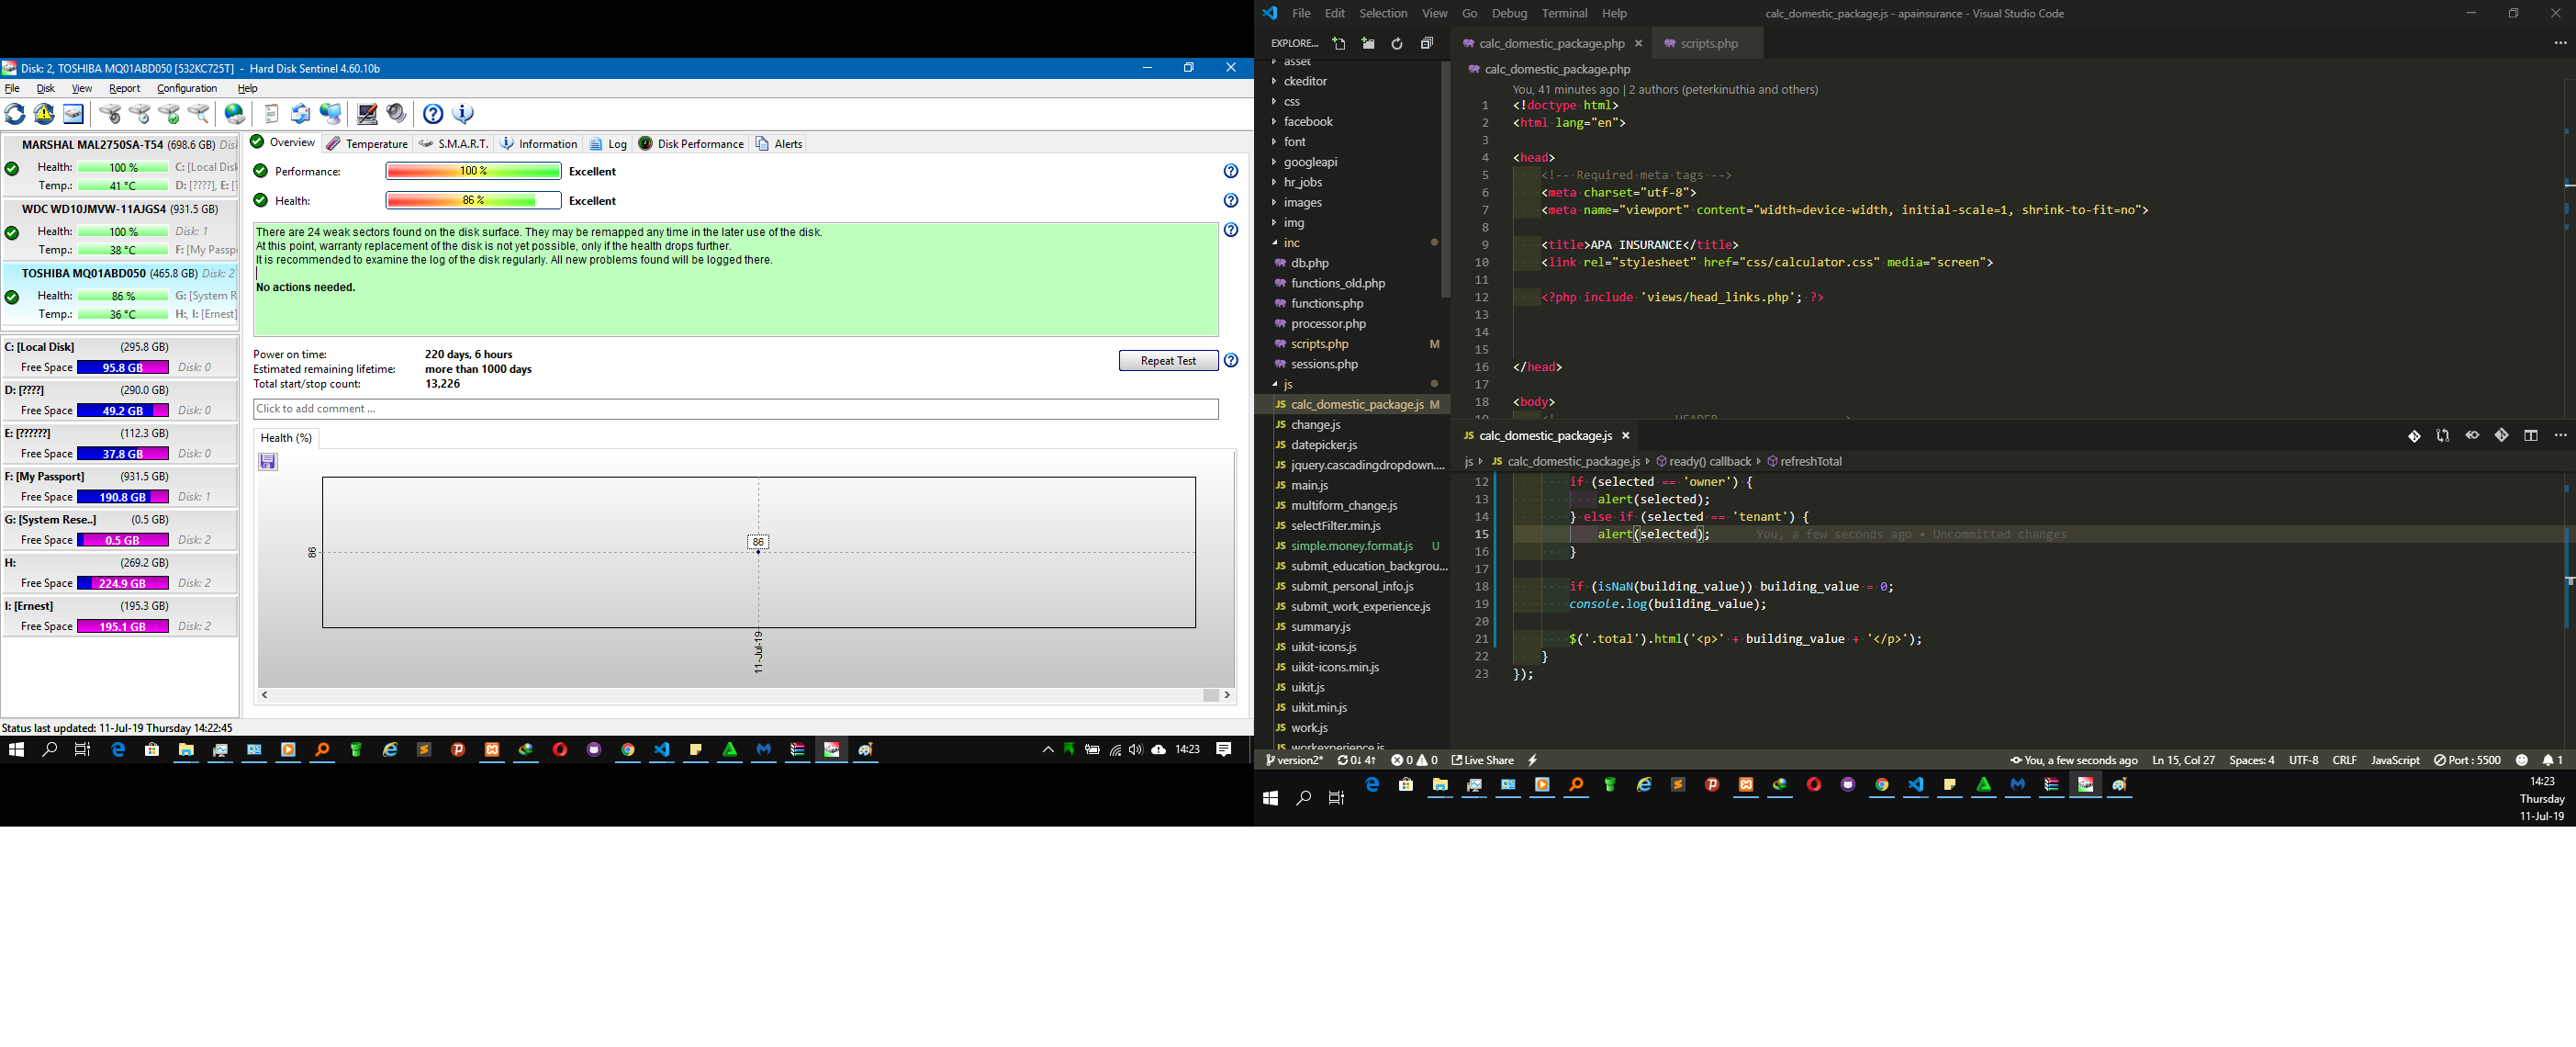 Disk: 2, TOSHIBA MQ01ABD050 [532KC725T] - Hard Disk Sentinel 4.60.10b
File Disk View Report Configuration Help
MARSHAL MAL2750SA-T54 (698.6 GB)
Health: 100 % C: [Local Disk
Temp.: 41 °C D: [????], E: [?
WDC WD10JMVW-11AJGS4 (931.5 GB)
Health: 100 % Disk: 1
Temp.: 38 °C F: [My Passp
TOSHIBA MQ01ABD050 (465.8 GB) Disk: 2
Health: 86 % G: [System R
Temp.: 36 °C H:, I: [Ernest]
C: [Local Disk] (295.8 GB)
Free Space 95.8 GB Disk: 0
D: [????] (290.0 GB)
Free Space 49.2 GB Disk: 0
E: [??????] (112.3 GB)
Free Space 37.8 GB Disk: 0
F: [My Passport] (931.5 GB)
Free Space 190.8 GB Disk: 1
G: [System Rese..] (0.5 GB)
Free Space 0.5 GB Disk: 2
H: (269.2 GB)
Free Space 224.9 GB Disk: 2
I: [Ernest] (195.3 GB)
Free Space 195.1 GB Disk: 2
Overview Temperature S.M.A.R.T. Information Log Disk Performance Alerts
Performance: 100 % Excellent
Health: 86 % Excellent
There are 24 weak sectors found on the disk surface. They may be remapped any time in the later use of the disk.
At this point, warranty replacement of the disk is not yet possible, only if the health drops further.
It is recommended to examine the log of the disk regularly. All new problems found will be logged there.
No actions needed.
Power on time: 220 days, 6 hours
Estimated remaining lifetime: more than 1000 days
Total start/stop count: 13,226
Repeat Test
Click to add comment ...
Health (%)
86
86
11-Jul-19
Status last updated: 11-Jul-19 Thursday 14:22:45
14:23
File Edit Selection View Go Debug Terminal Help
calc_domestic_package.js - apainsurance - Visual Studio Code
EXPLORE...
asset
ckeditor
css
facebook
font
googleapi
hr_jobs
images
img
inc
db.php
functions_old.php
functions.php
processor.php
scripts.php M
sessions.php
js
calc_domestic_package.js M
change.js
datepicker.js
jquery.cascadingdropdown....
main.js
multiform_change.js
selectFilter.min.js
simple.money.format.js U
submit_education_backgrou...
submit_personal_info.js
submit_work_experience.js
summary.js
uikit-icons.js
uikit-icons.min.js
uikit.js
uikit.min.js
work.js
workexperience.js
calc_domestic_package.php scripts.php
calc_domestic_package.php
You, 41 minutes ago | 2 authors (peterkinuthia and others)
1 <!doctype html>
2 <html lang="en">
3
4 <head>
5 <!-- Required meta tags -->
6 <meta charset="utf-8">
7 <meta name="viewport" content="width=device-width, initial-scale=1, shrink-to-fit=no">
8
9 <title>APA INSURANCE</title>
10 <link rel="stylesheet" href="css/calculator.css" media="screen">
11
12 <?php include 'views/head_links.php'; ?>
13
14
15
16 </head>
17
18 <body>
19 HEADER
JS calc_domestic_package.js
js JS calc_domestic_package.js ready() callback refreshTotal
12 if (selected == 'owner') {
13 alert(selected);
14 } else if (selected == 'tenant') {
15 alert(selected); You, a few seconds ago • Uncommitted changes
16 }
17
18 if (isNaN(building_value)) building_value = 0;
19 console.log(building_value);
20
21 $('.total').html('<p>' + building_value + '</p>');
22 }
23 });
version2* 0↓ 4↑ 0 0 Live Share
You, a few seconds ago Ln 15, Col 27 Spaces: 4 UTF-8 CRLF JavaScript Port : 5500 1
14:23
Thursday
11-Jul-19